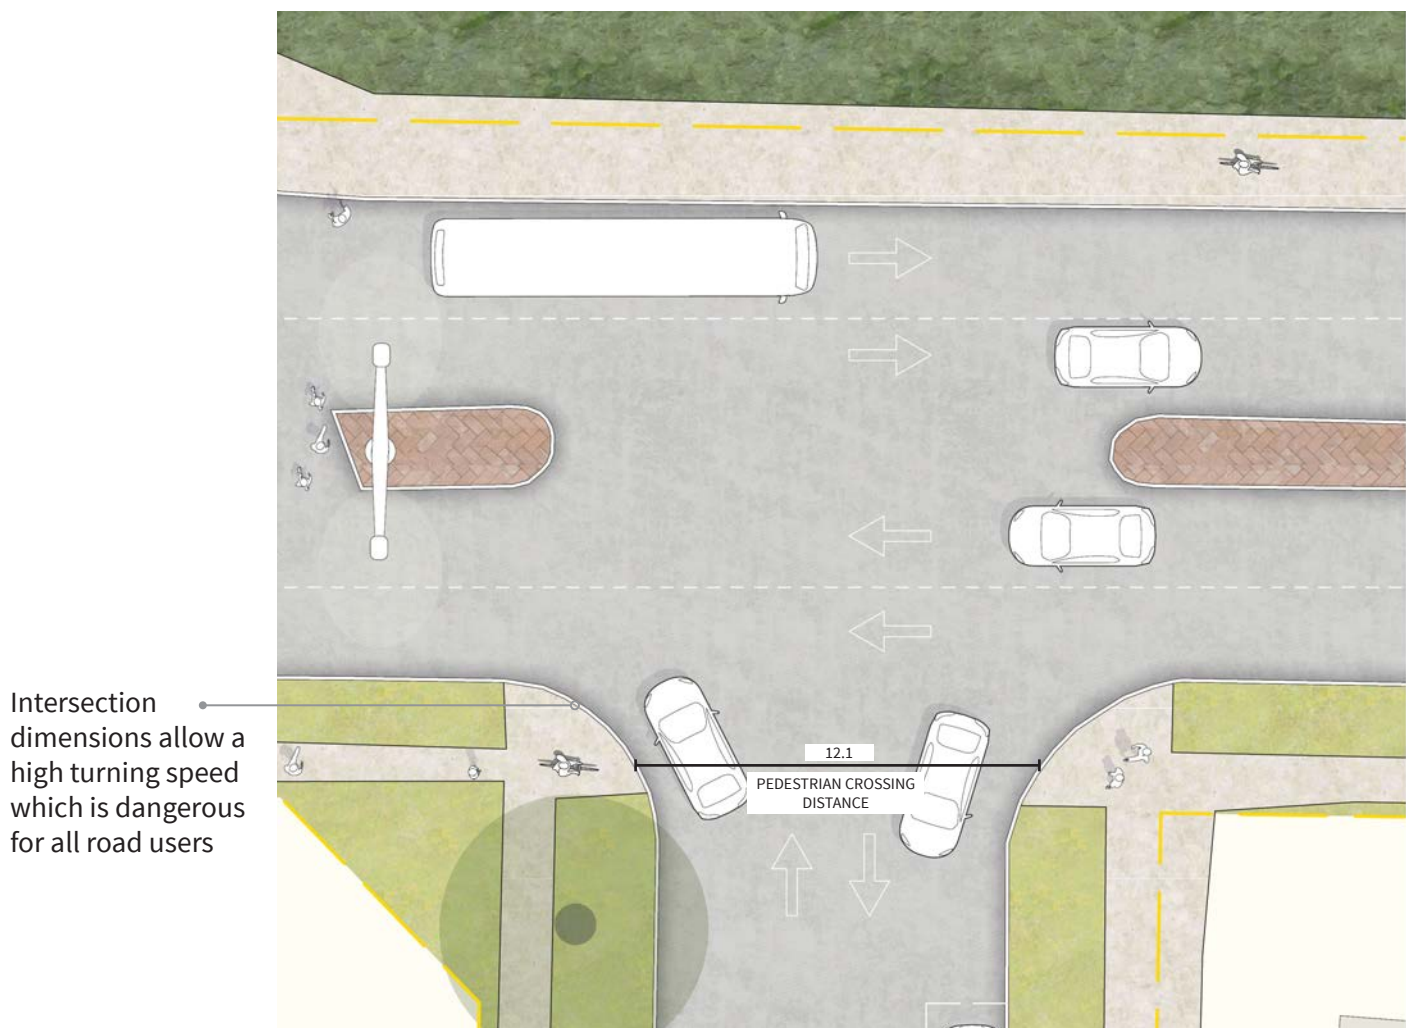 Intersection
dimensions allow a
high turning speed
which is dangerous
for all road users
12.1
PEDESTRIAN CROSSING
DISTANCE